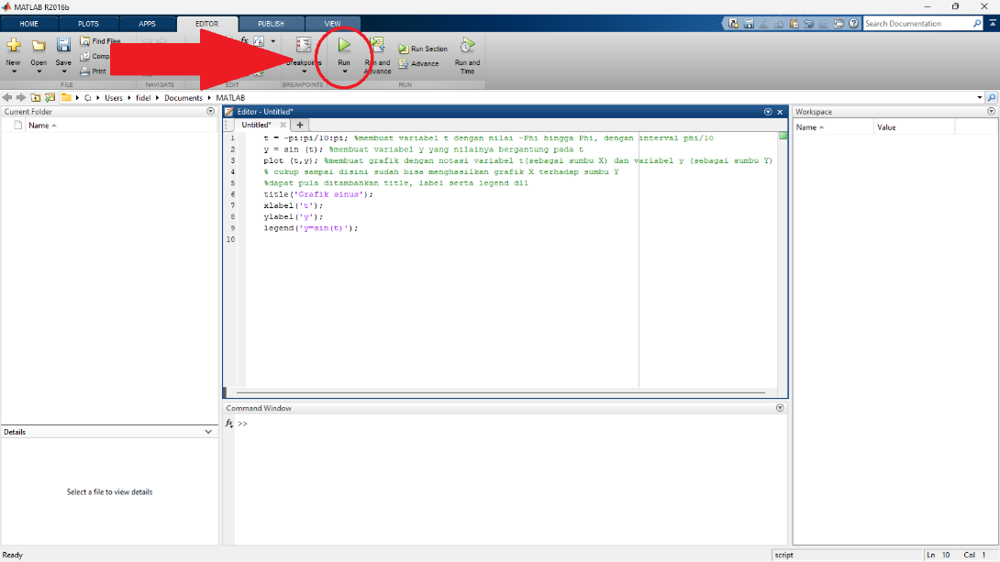 MATLAB R2016b
HOME PLOTS APPS EDITOR PUBLISH VIEW
Search Documentation
New Open Save Find Files Print
Breakpoints Run Run and Advance Run Section Advance Run and Time
FILE NAVIGATE EDIT BREAKPOINTS RUN
C: Users fidel Documents MATLAB
Current Folder
Name
Editor - Untitled*
Untitled*
1 t = -pi:pi/10:pi; %membuat variabel t dengan nilai -Phi hingga Phi, dengan interval phi/10
2 y = sin (t); %membuat variabel y yang nilainya bergantung pada t
3 plot (t,y); %membuat grafik dengan notasi variabel t(sebagai sumbu X) dan variabel y (sebagai sumbu Y)
4 % cukup sampai disini sudah bisa menghasilkan grafik X terhadap sumbu Y
5 %dapat pula ditambahkan title, label serta legend dll
6 title('Grafik sinus');
7 xlabel('t');
8 ylabel('y');
9 legend('y=sin(t)');
10
Workspace
Name Value
Command Window
fx >>
Details
Select a file to view details
Ready
script
Ln 10 Col 1